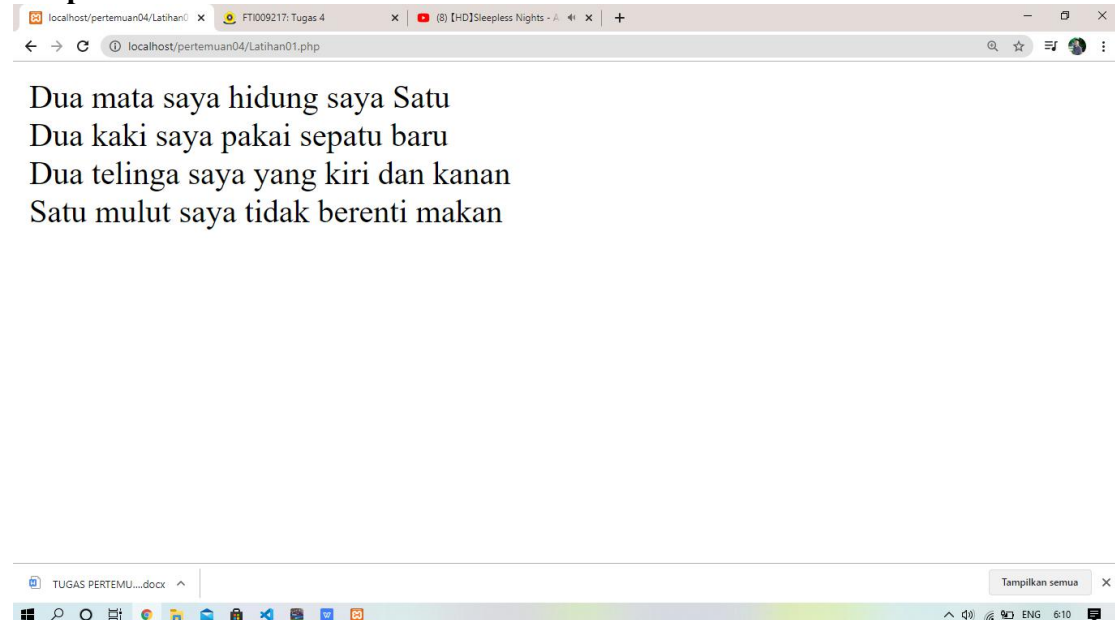 localhost/pertemuan04/Latihan0
FTI009217: Tugas 4
(8) [HD]Sleepless Nights - A
localhost/pertemuan04/Latihan01.php
Dua mata saya hidung saya Satu
Dua kaki saya pakai sepatu baru
Dua telinga saya yang kiri dan kanan
Satu mulut saya tidak berenti makan
TUGAS PERTEMU....docx
Tampilkan semua
ENG 6:10